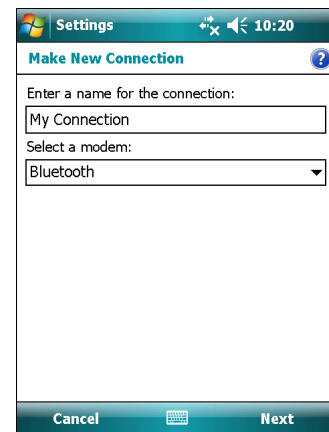 Settings 10:20
Make New Connection ?
Enter a name for the connection:
My Connection
Select a modem:
Bluetooth
Cancel Next